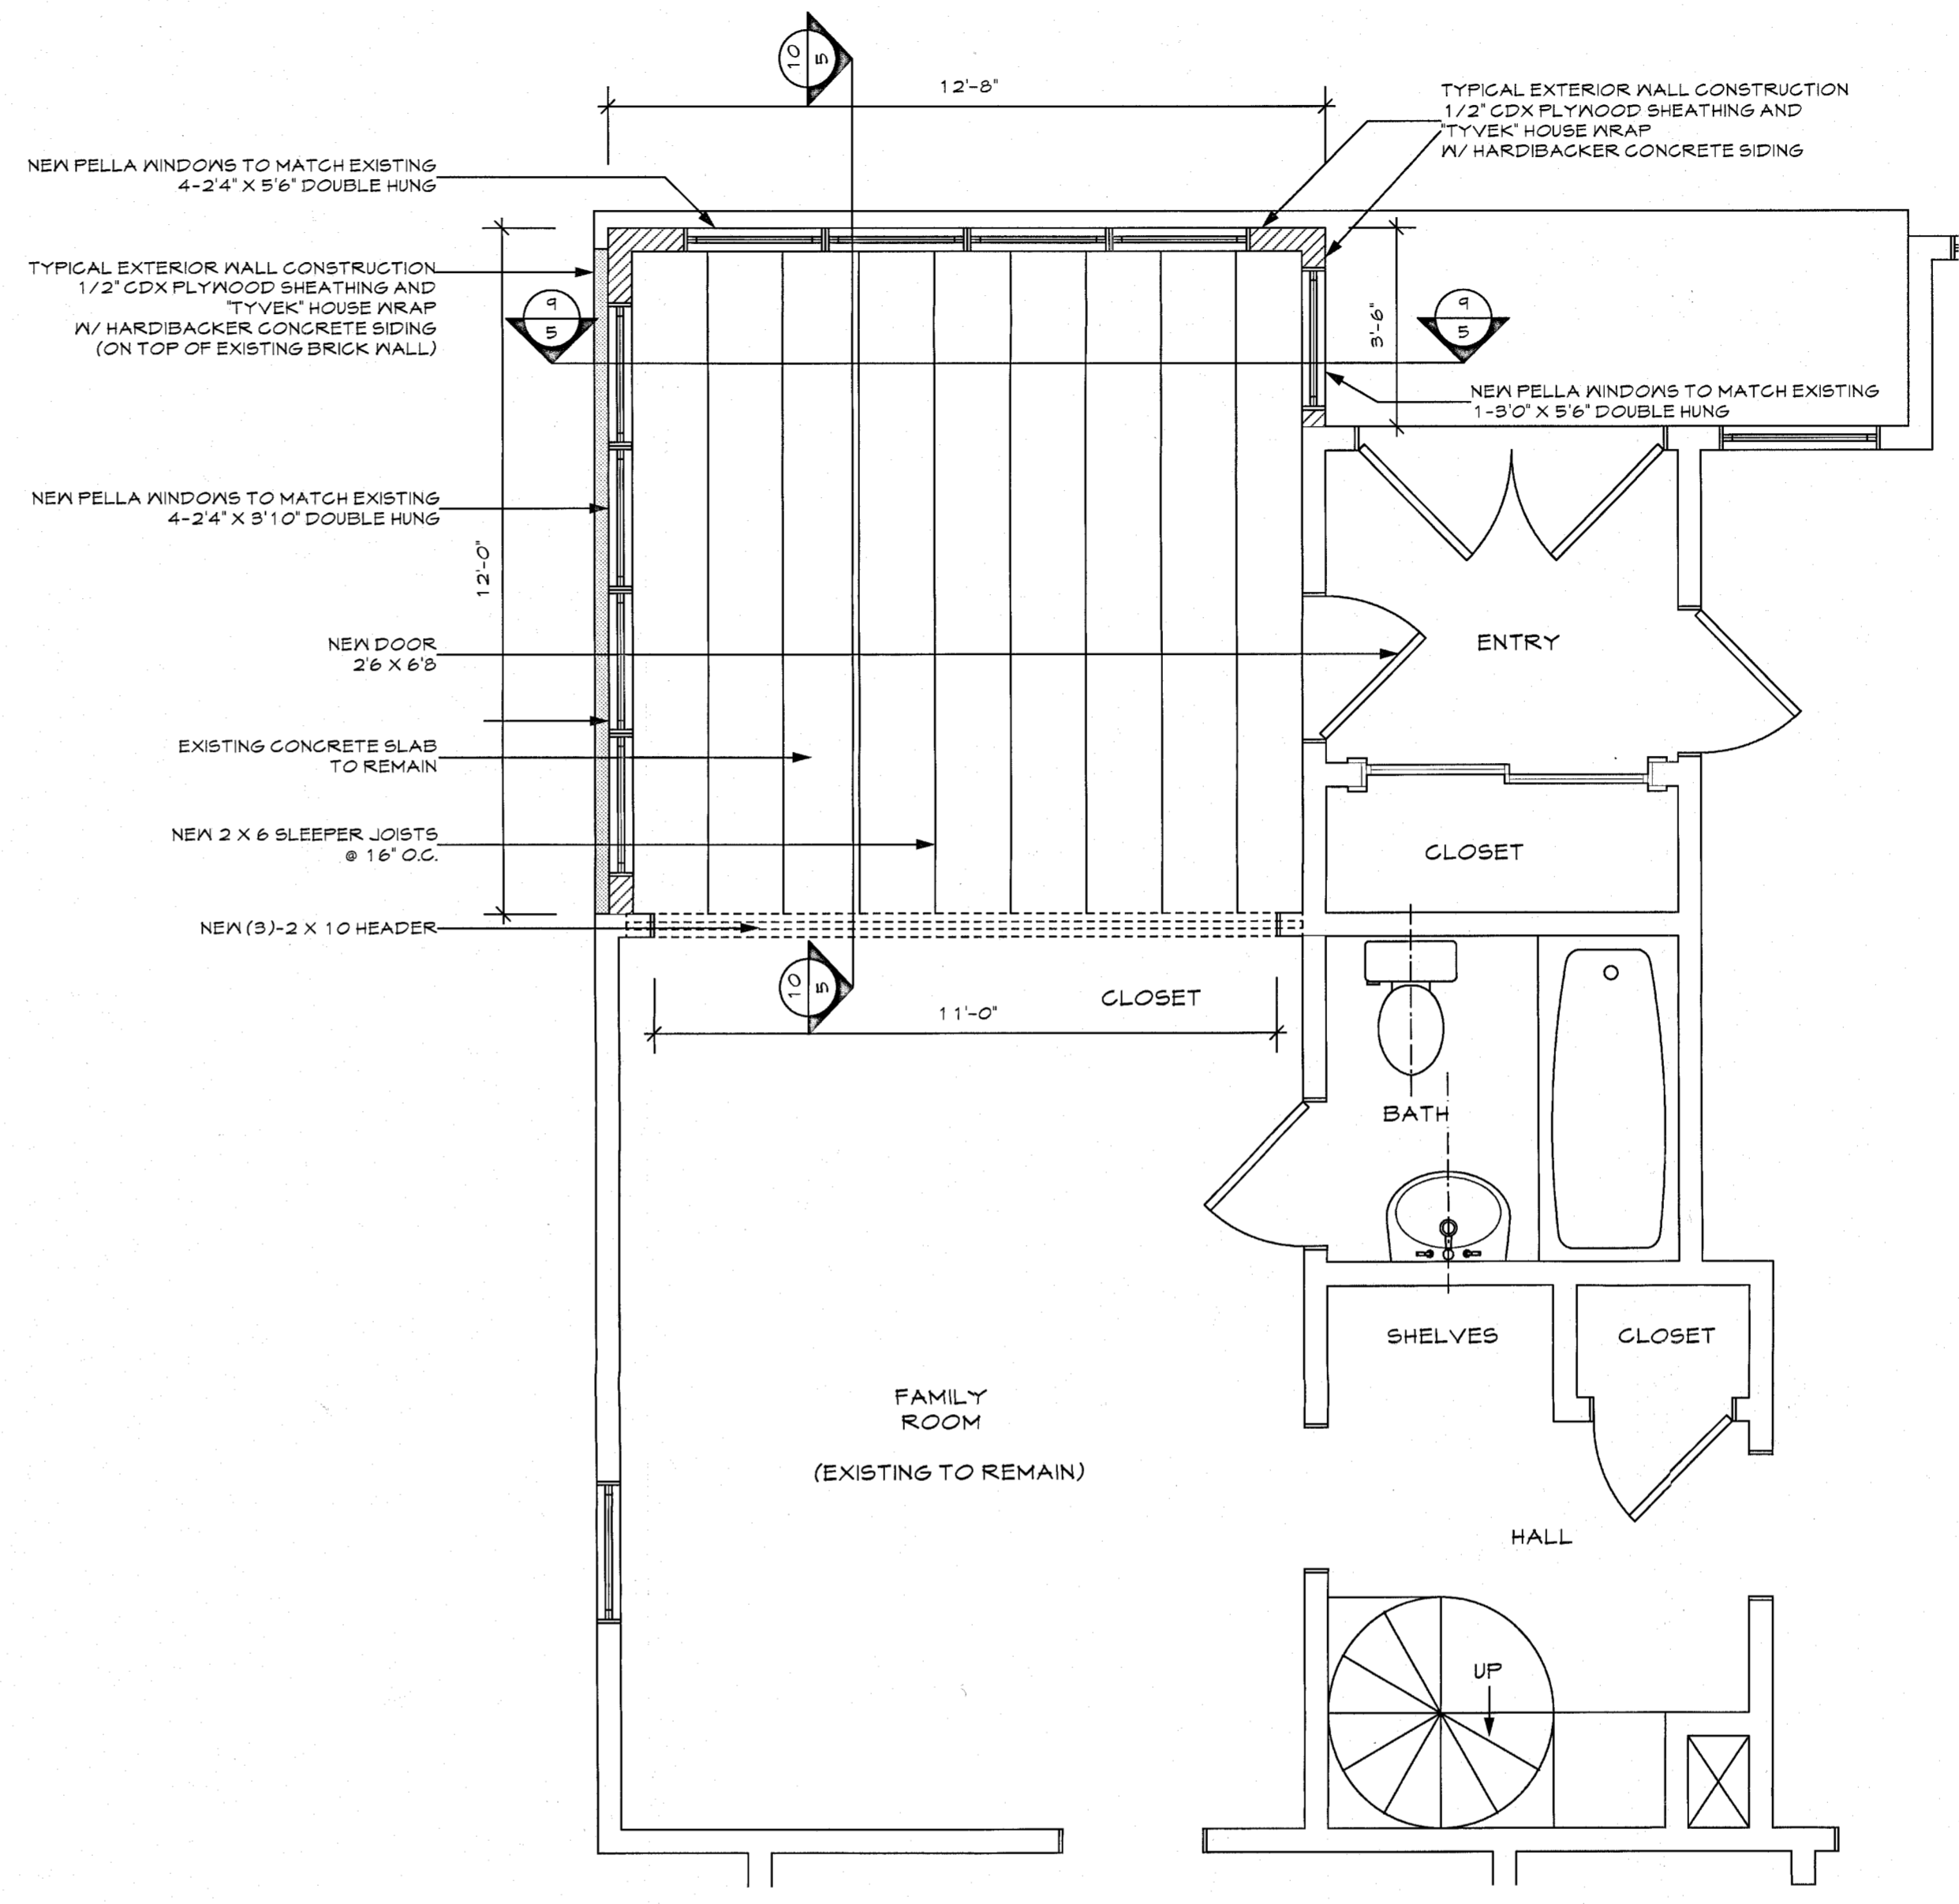 10
5
12'-8"
TYPICAL EXTERIOR WALL CONSTRUCTION
1/2" CDX PLYWOOD SHEATHING AND
"TYVEK" HOUSE WRAP
W/ HARDIBACKER CONCRETE SIDING
NEW PELLA WINDOWS TO MATCH EXISTING
4-2'4" X 5'6" DOUBLE HUNG
TYPICAL EXTERIOR WALL CONSTRUCTION
1/2" CDX PLYWOOD SHEATHING AND
"TYVEK" HOUSE WRAP
W/ HARDIBACKER CONCRETE SIDING
(ON TOP OF EXISTING BRICK WALL)
9
5
3'-6"
9
5
NEW PELLA WINDOWS TO MATCH EXISTING
1-3'0" X 5'6" DOUBLE HUNG
NEW PELLA WINDOWS TO MATCH EXISTING
4-2'4" X 3'10" DOUBLE HUNG
12'-0"
NEW DOOR
2'6 X 6'8
ENTRY
EXISTING CONCRETE SLAB
TO REMAIN
NEW 2 X 6 SLEEPER JOISTS
@ 16" O.C.
CLOSET
NEW (3)-2 X 10 HEADER
10
5
CLOSET
11'-0"
BATH
SHELVES
CLOSET
FAMILY
ROOM
(EXISTING TO REMAIN)
HALL
UP